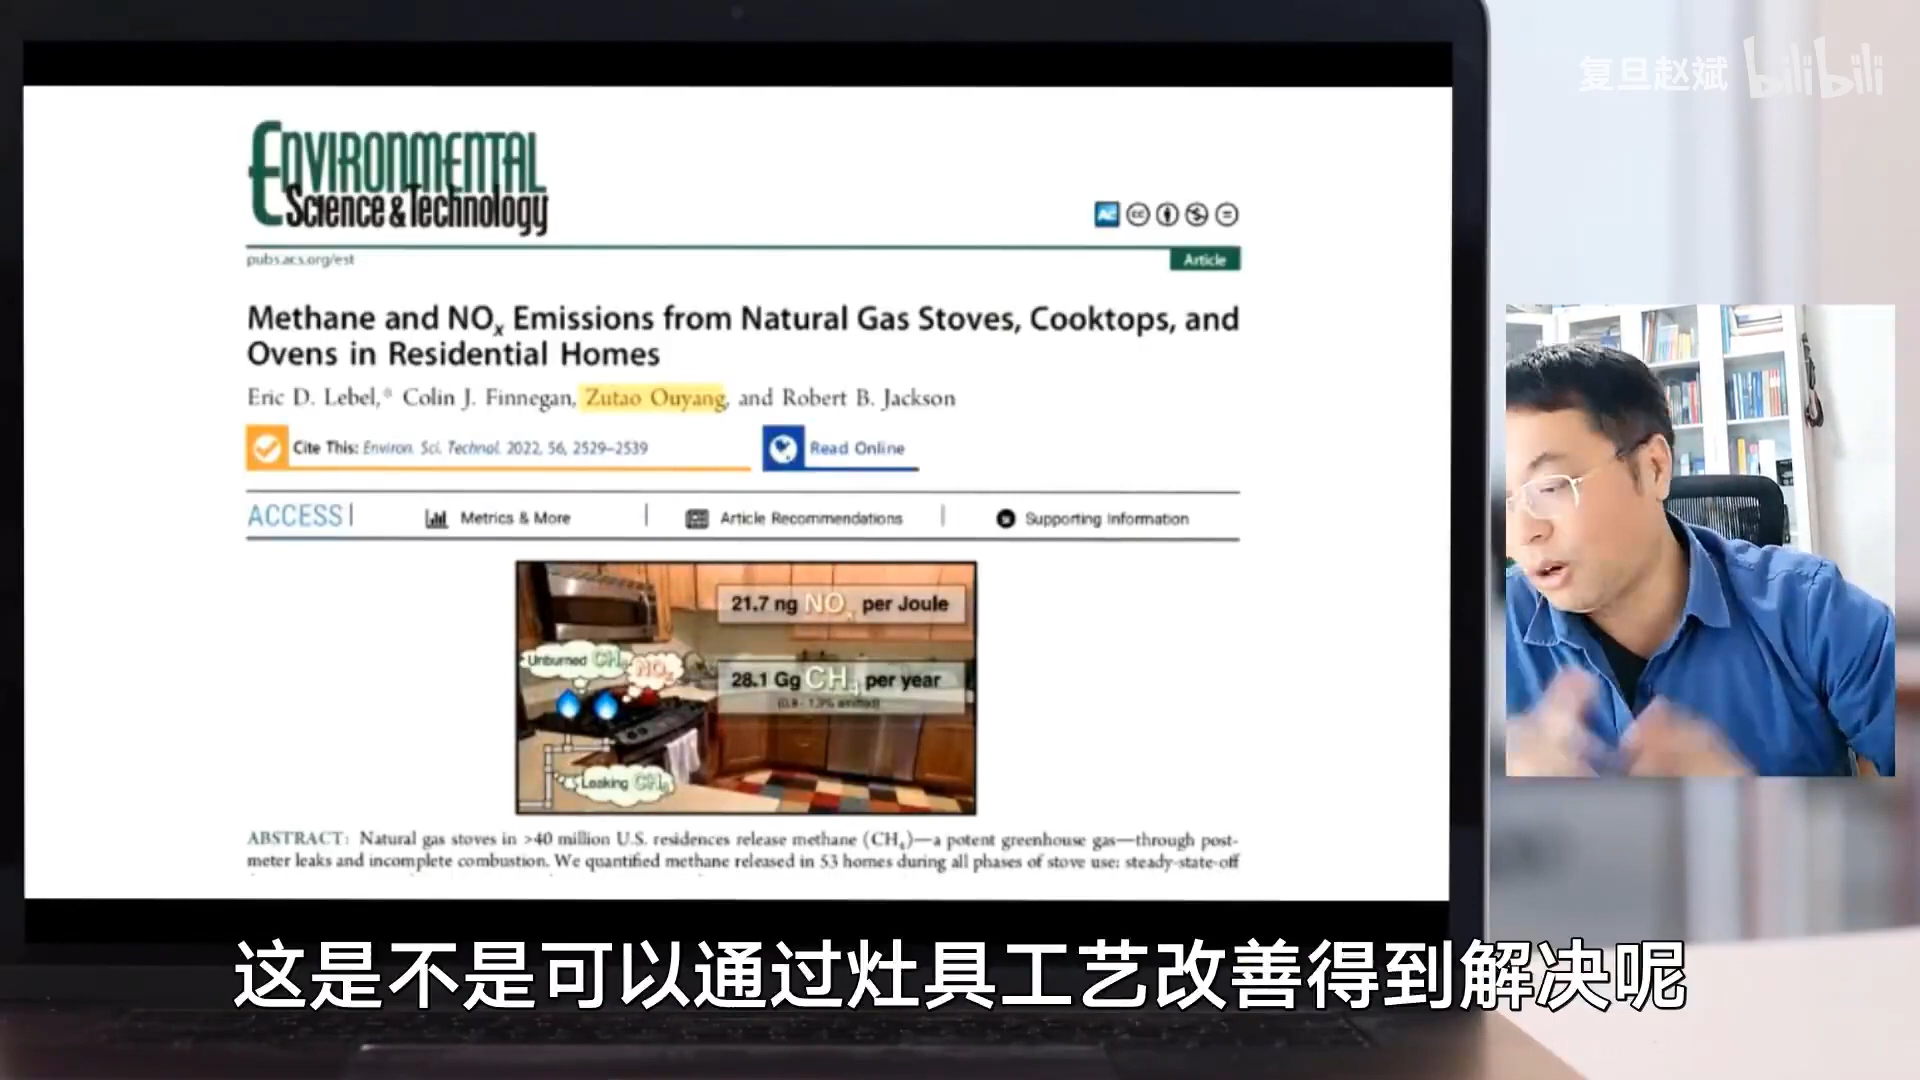 复旦赵斌 bilibili
ENVIRONMENTAL
Science & Technology
pubs.acs.org/est
Article
Methane and NOx Emissions from Natural Gas Stoves, Cooktops, and
Ovens in Residential Homes
Eric D. Lebel,* Colin J. Finnegan, Zutao Ouyang, and Robert B. Jackson
Cite This: Environ. Sci. Technol. 2022, 56, 2529–2539
Read Online
ACCESS
Metrics & More
Article Recommendations
Supporting Information
21.7 ng NOx per Joule
Unburned CH4
NOx
28.1 Gg CH4 per year
(0.8 - 1.3% emitted)
Leaking CH4
ABSTRACT: Natural gas stoves in >40 million U.S. residences release methane (CH4)—a potent greenhouse gas—through post-
meter leaks and incomplete combustion. We quantified methane released in 53 homes during all phases of stove use: steady-state-off
这是不是可以通过灶具工艺改善得到解决呢